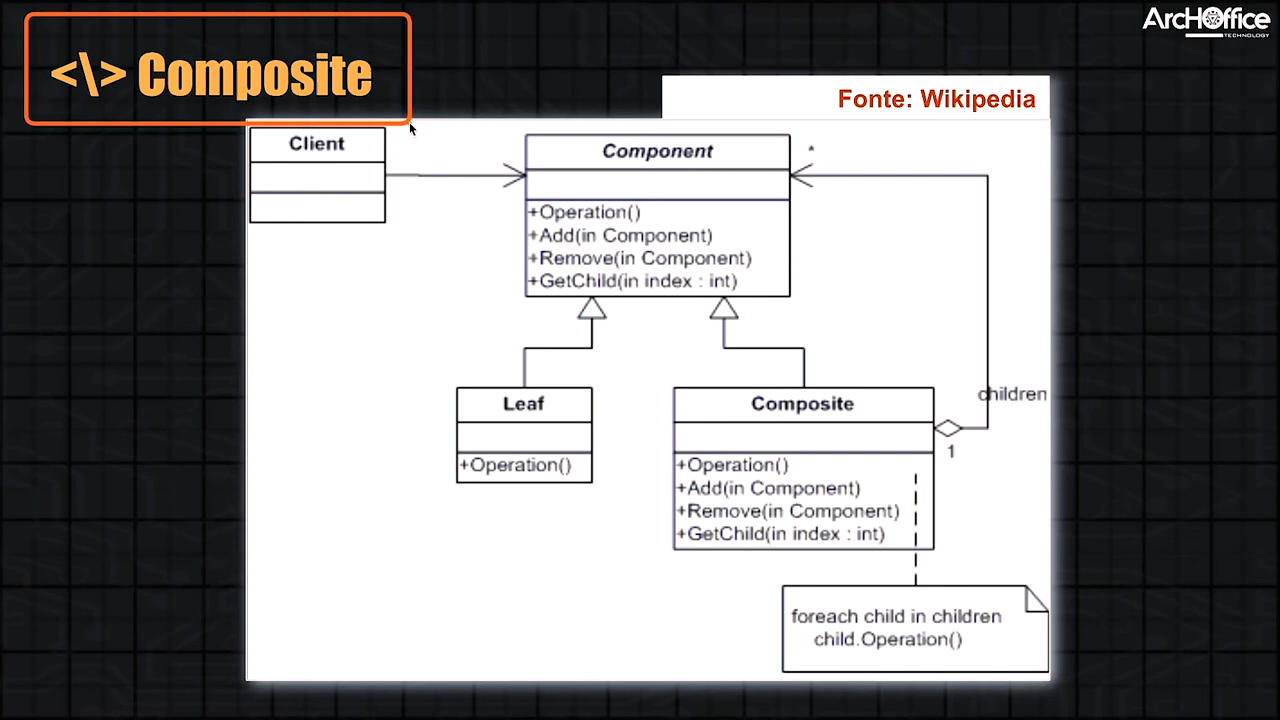 <\> Composite
ArcHOffice
TECHNOLOGY
Fonte: Wikipedia
Client
Component
*
+Operation()
+Add(in Component)
+Remove(in Component)
+GetChild(in index : int)
children
Leaf
+Operation()
Composite
1
+Operation()
+Add(in Component)
+Remove(in Component)
+GetChild(in index : int)
foreach child in children
child.Operation()